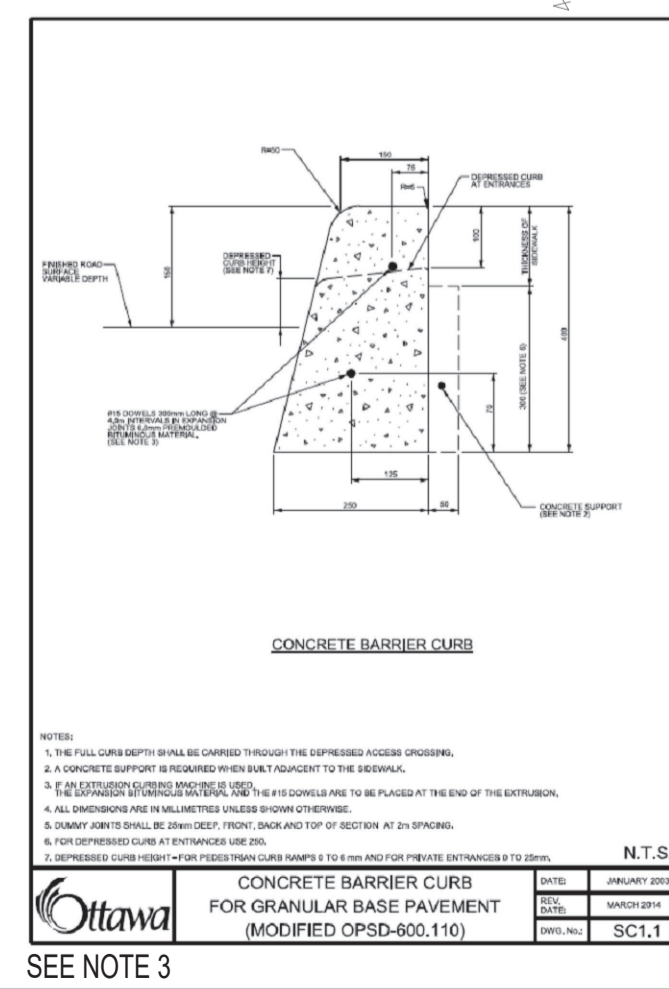 R=50
150
75
R=5
DEPRESSED CURB
AT ENTRANCES
FINISHED ROAD
SURFACE
VARIABLE DEPTH
150
DEPRESSED
CURB HEIGHT
(SEE NOTE 7)
100
THICKNESS OF
SIDEWALK
300 (SEE NOTE 6)
#15 DOWELS 300mm LONG @
INTERVALS IN EXPANSION
JOINTS PREMOULDED
BITUMINOUS MATERIAL.
(SEE NOTE 3)
70
125
250
50
CONCRETE SUPPORT
(SEE NOTE 2)
CONCRETE BARRIER CURB
NOTES:
1. THE FULL CURB DEPTH SHALL BE CARRIED THROUGH THE DEPRESSED ACCESS CROSSING.
2. A CONCRETE SUPPORT IS REQUIRED WHEN BUILT ADJACENT TO THE SIDEWALK.
3. IF AN EXTRUSION CURBING MACHINE IS USED,
THE EXPANSION BITUMINOUS MATERIAL AND THE #15 DOWELS ARE TO BE PLACED AT THE END OF THE EXTRUSION.
4. ALL DIMENSIONS ARE IN MILLIMETRES UNLESS SHOWN OTHERWISE.
5. DUMMY JOINTS SHALL BE 25mm DEEP, FRONT, BACK AND TOP OF SECTION AT 2m SPACING.
6. FOR DEPRESSED CURB AT ENTRANCES USE 250.
7. DEPRESSED CURB HEIGHT-FOR PEDESTRIAN CURB RAMPS 0 TO 6 mm AND FOR PRIVATE ENTRANCES 0 TO 25mm.
N.T.S
Ottawa
CONCRETE BARRIER CURB
FOR GRANULAR BASE PAVEMENT
(MODIFIED OPSD-600.110)
DATE: JANUARY 2003
REV. DATE: MARCH 2014
DWG. No.: SC1.1
SEE NOTE 3